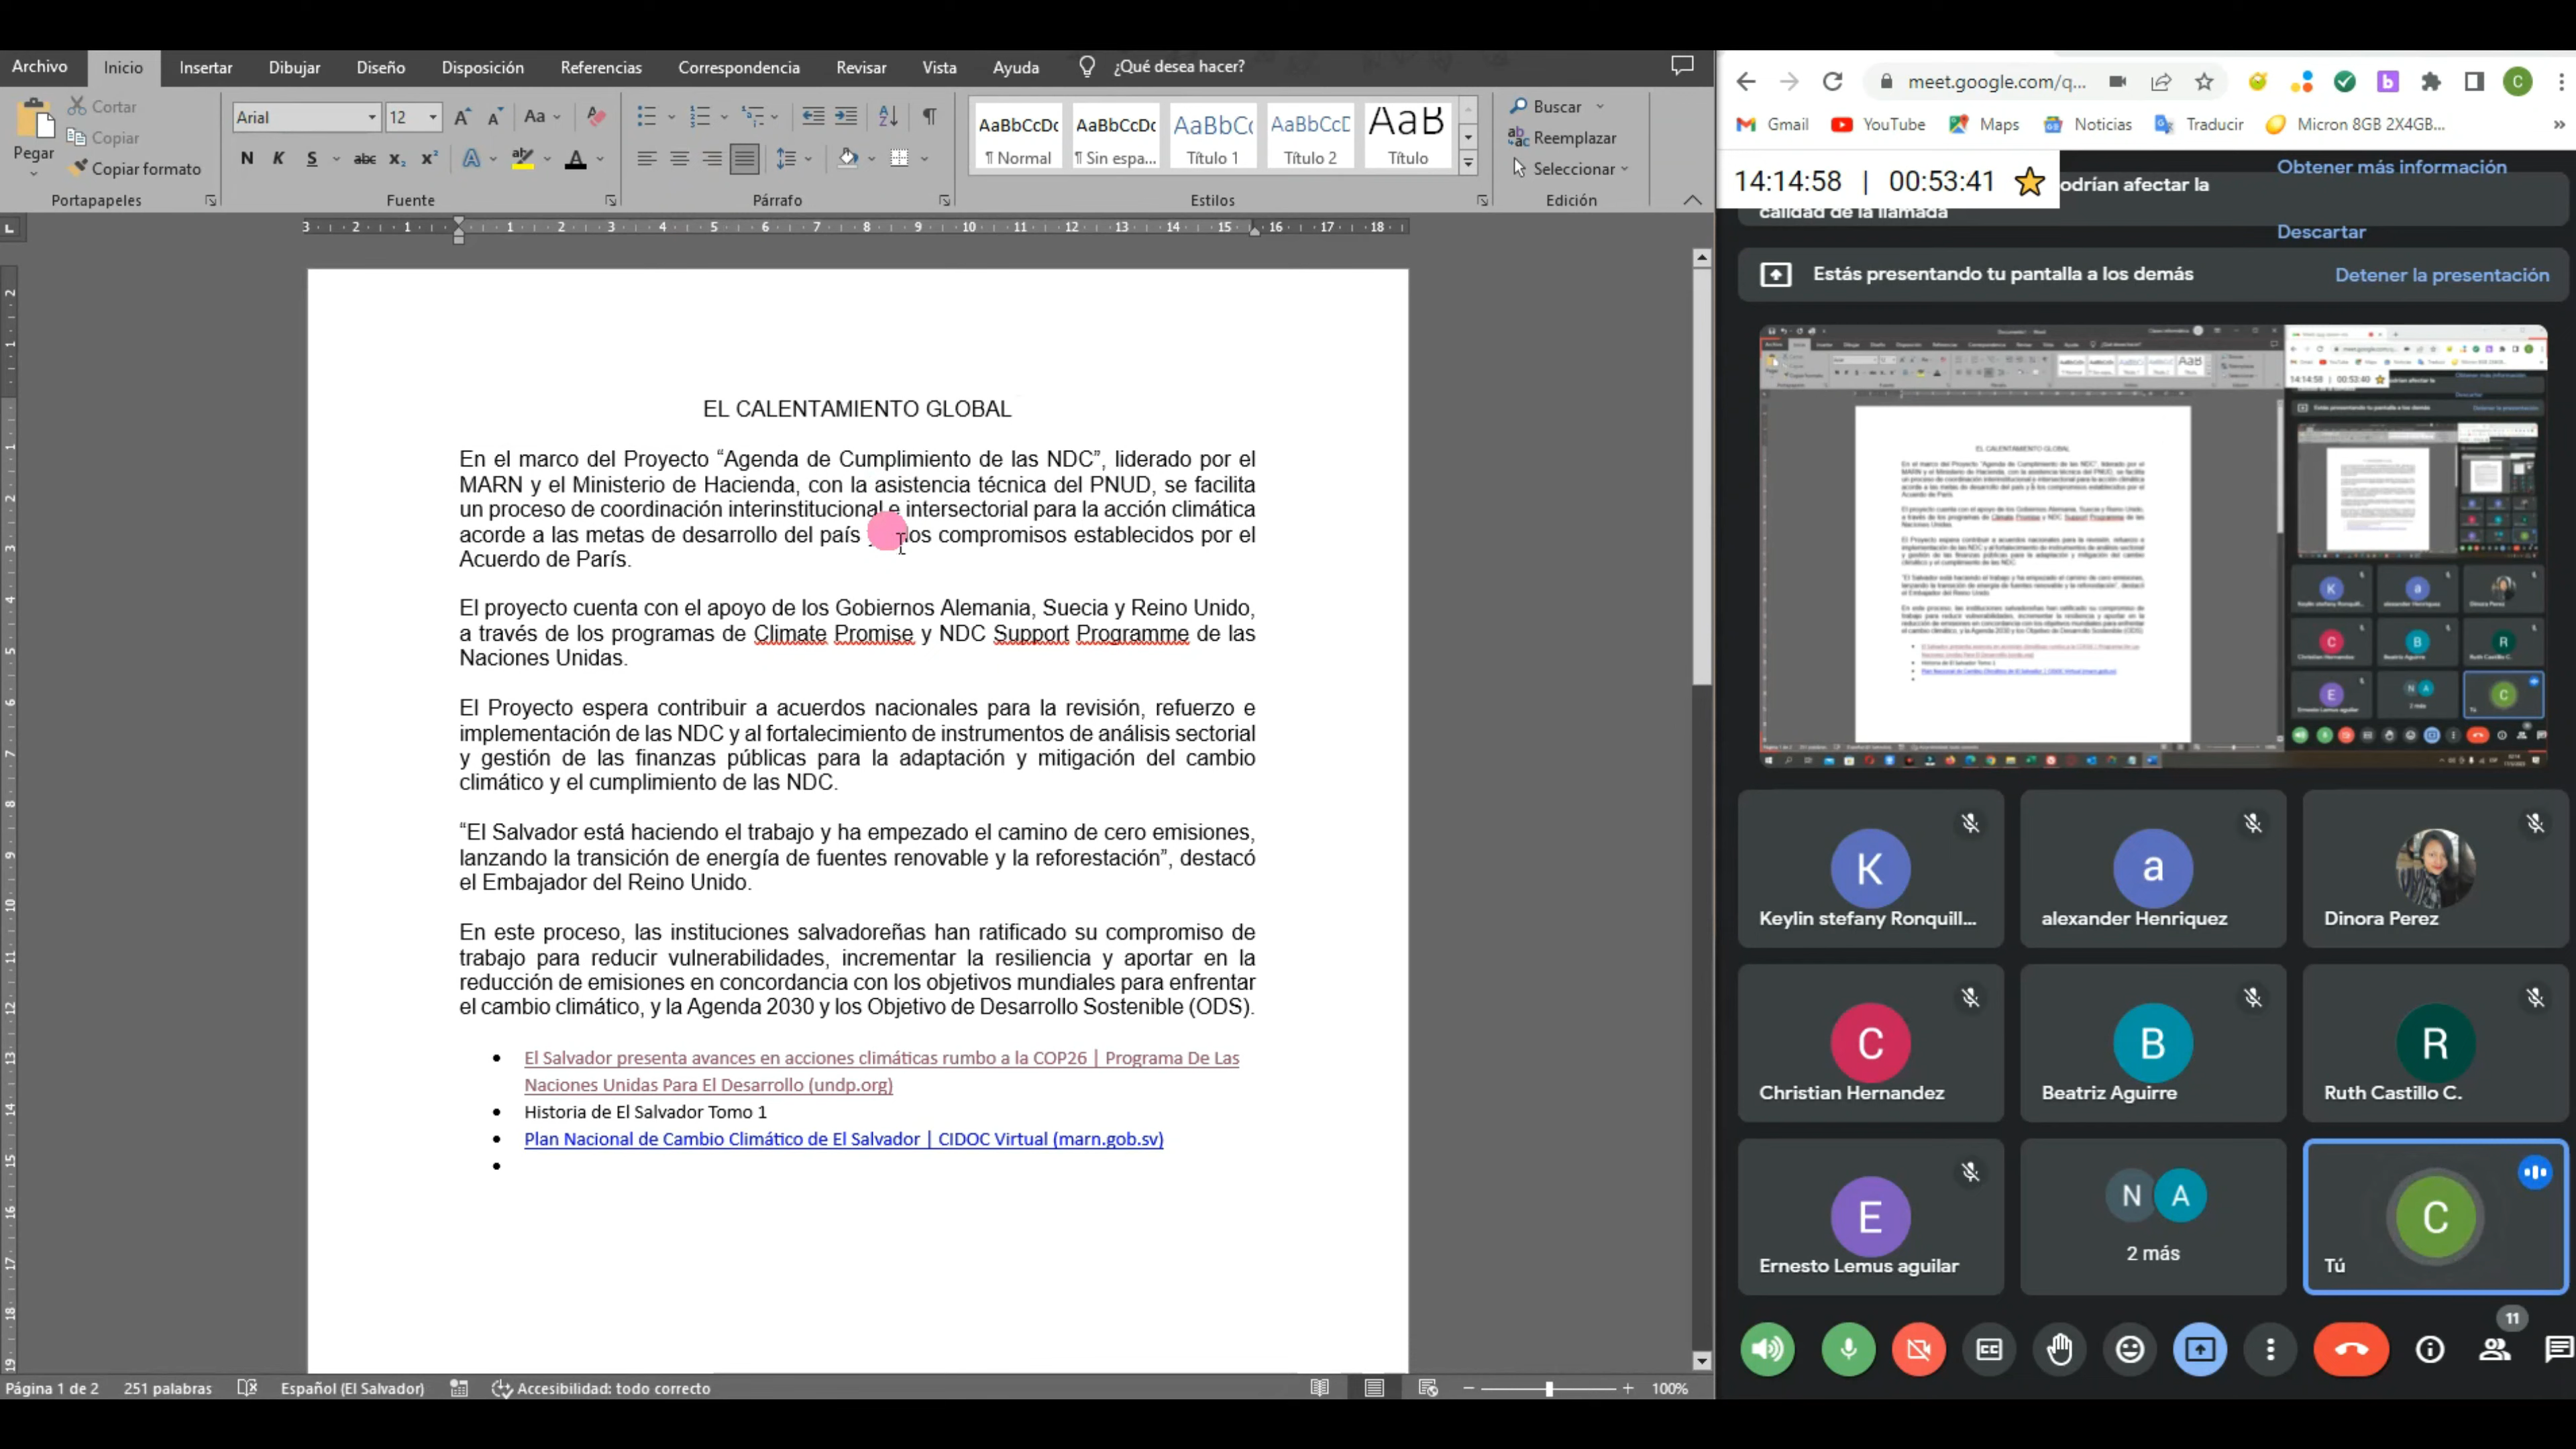 Archivo Inicio Insertar Dibujar Diseño Disposición Referencias Correspondencia Revisar Vista Ayuda ¿Qué desea hacer?
Pegar
Cortar
Copiar
Copiar formato
Portapapeles
Arial 12
Fuente
Párrafo
AaBbCcDc AaBbCcDc AaBbCc AaBbCcD AaB
¶ Normal ¶ Sin espa... Título 1 Título 2 Título
Estilos
Buscar
Reemplazar
Seleccionar
Edición
EL CALENTAMIENTO GLOBAL
En el marco del Proyecto “Agenda de Cumplimiento de las NDC”, liderado por el
MARN y el Ministerio de Hacienda, con la asistencia técnica del PNUD, se facilita
un proceso de coordinación interinstitucional e intersectorial para la acción climática
acorde a las metas de desarrollo del país los compromisos establecidos por el
Acuerdo de París.
El proyecto cuenta con el apoyo de los Gobiernos Alemania, Suecia y Reino Unido,
a través de los programas de Climate Promise y NDC Support Programme de las
Naciones Unidas.
El Proyecto espera contribuir a acuerdos nacionales para la revisión, refuerzo e
implementación de las NDC y al fortalecimiento de instrumentos de análisis sectorial
y gestión de las finanzas públicas para la adaptación y mitigación del cambio
climático y el cumplimiento de las NDC.
“El Salvador está haciendo el trabajo y ha empezado el camino de cero emisiones,
lanzando la transición de energía de fuentes renovable y la reforestación”, destacó
el Embajador del Reino Unido.
En este proceso, las instituciones salvadoreñas han ratificado su compromiso de
trabajo para reducir vulnerabilidades, incrementar la resiliencia y aportar en la
reducción de emisiones en concordancia con los objetivos mundiales para enfrentar
el cambio climático, y la Agenda 2030 y los Objetivo de Desarrollo Sostenible (ODS).
• El Salvador presenta avances en acciones climáticas rumbo a la COP26 | Programa De Las
Naciones Unidas Para El Desarrollo (undp.org)
• Historia de El Salvador Tomo 1
• Plan Nacional de Cambio Climático de El Salvador | CIDOC Virtual (marn.gob.sv)
•
Página 1 de 2 251 palabras Español (El Salvador) Accesibilidad: todo correcto 100%
meet.google.com/q...
Gmail YouTube Maps Noticias Traducir Micron 8GB 2X4GB... »
14:14:58 | 00:53:41
odrían afectar la
calidad de la llamada
Obtener más información
Descartar
Estás presentando tu pantalla a los demás Detener la presentación
K a
Keylin stefany Ronquill... alexander Henriquez Dinora Perez
C B R
Christian Hernandez Beatriz Aguirre Ruth Castillo C.
E N A C
Ernesto Lemus aguilar 2 más Tú
11